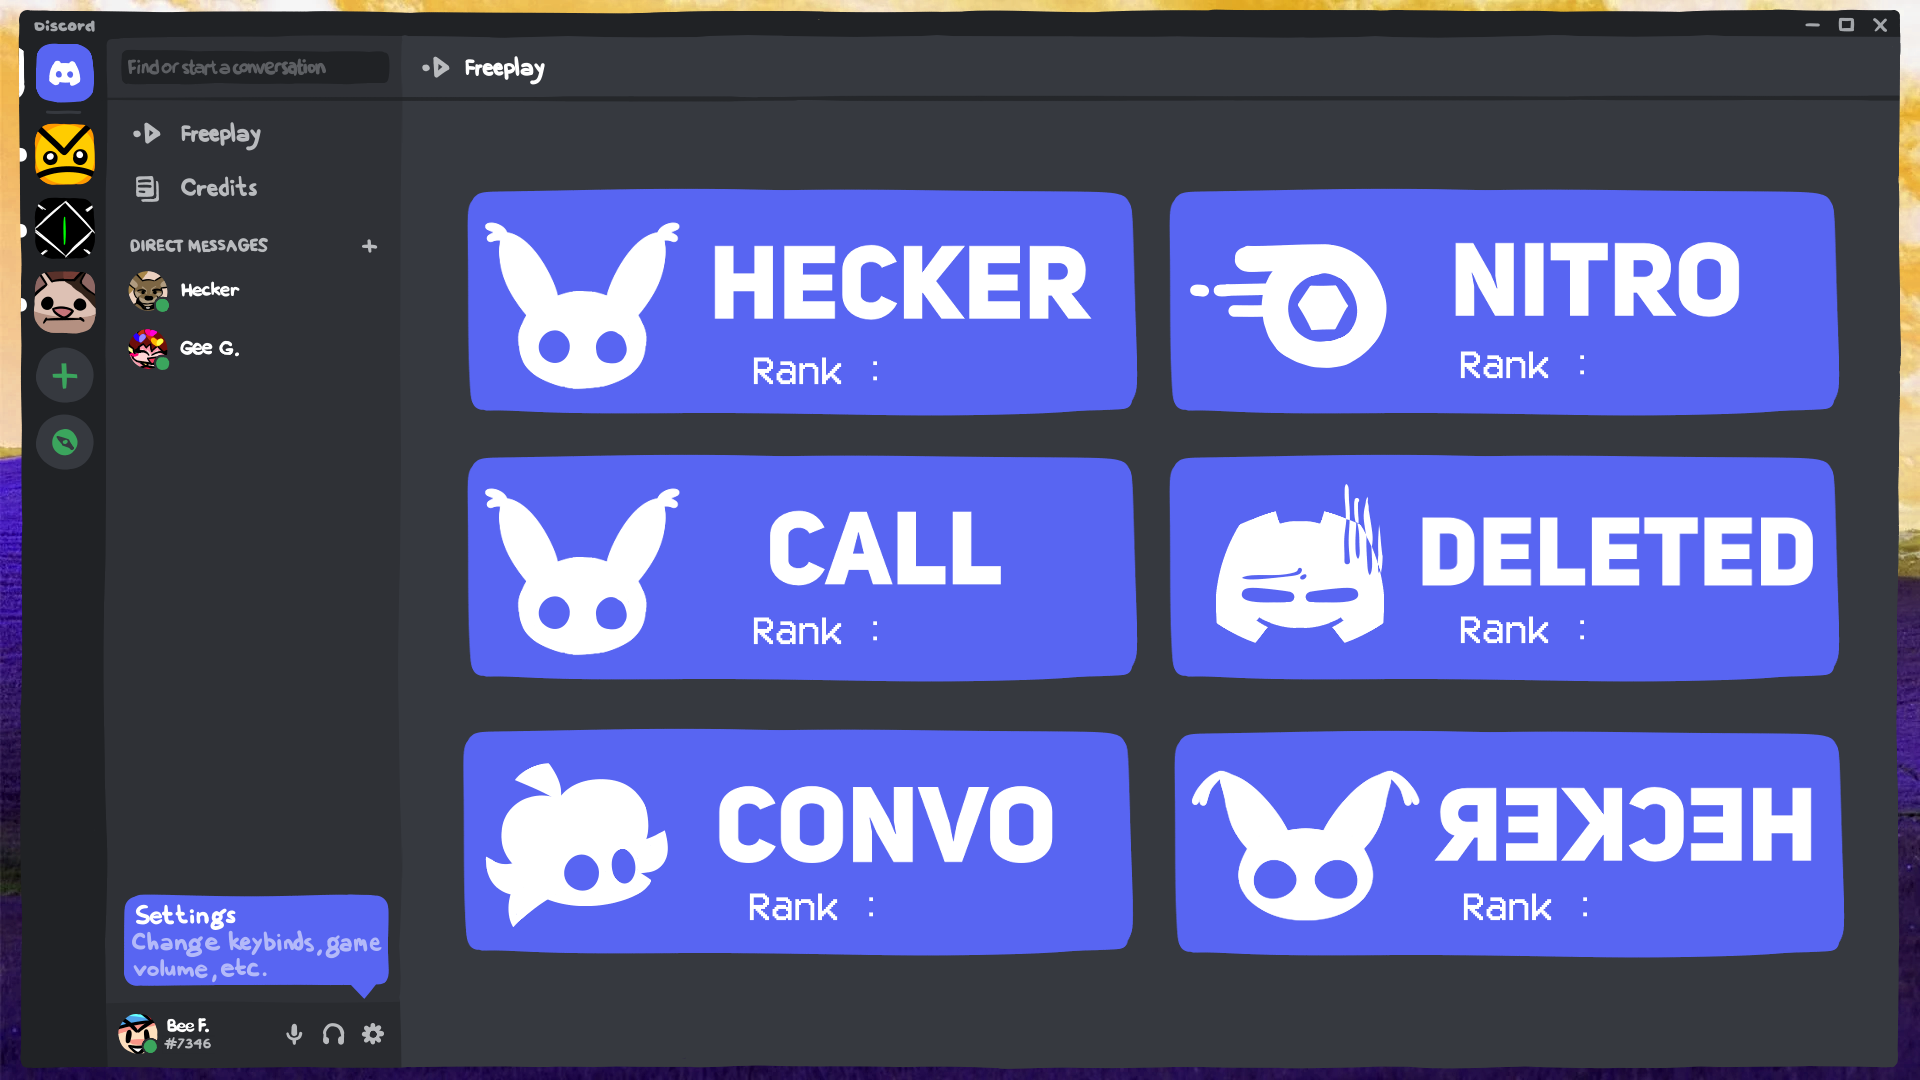 Discord
Find or start a conversation
Freeplay
Freeplay
Credits
DIRECT MESSAGES
Hecker
Gee G.
HECKER
Rank :
NITRO
Rank :
CALL
Rank :
DELETED
Rank :
CONVO
Rank :
HECKER
Rank :
Settings
Change keybinds, game
volume, etc.
Bee F.
#7346